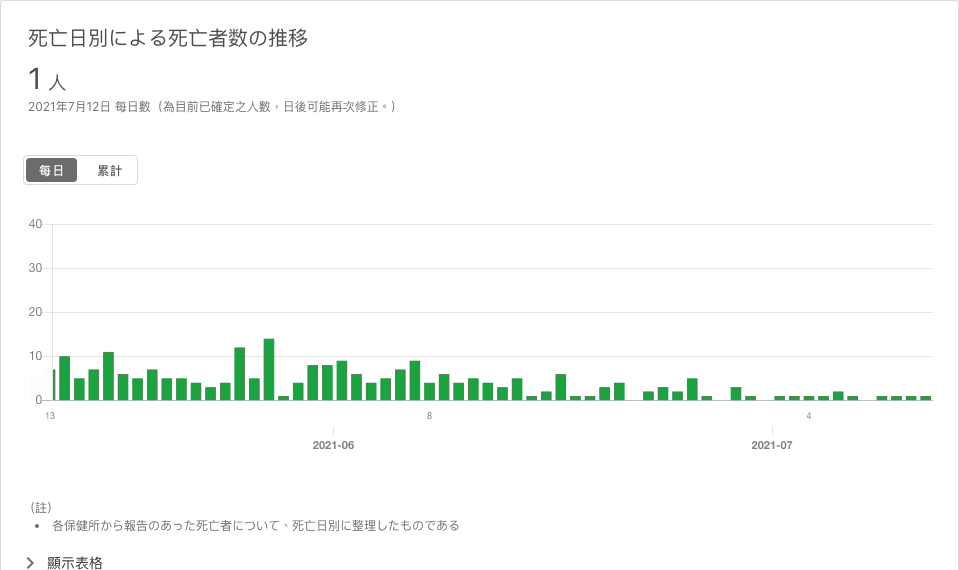 死亡日別による死亡者数の推移
1 人
2021年7月12日 每日數（為目前已確定之人數，日後可能再次修正。）
每日 累計
40
30
20
10
0
13 8 4
2021-06 2021-07
（註）
• 各保健所から報告のあった死亡者について、死亡日別に整理したものである
顯示表格